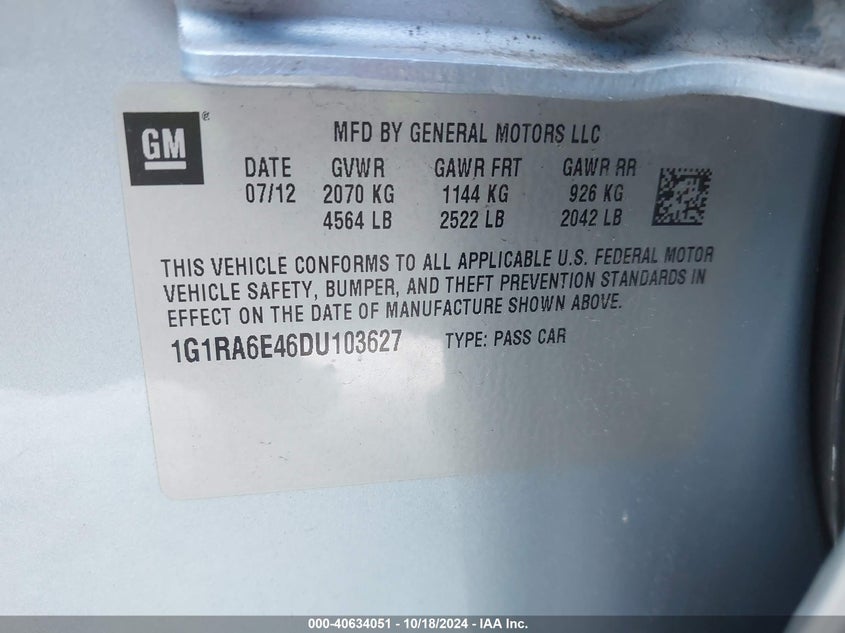 GM ®
MFD BY GENERAL MOTORS LLC
DATE GVWR GAWR FRT GAWR RR
07/12 2070 KG 1144 KG 926 KG
4564 LB 2522 LB 2042 LB
THIS VEHICLE CONFORMS TO ALL APPLICABLE U.S. FEDERAL MOTOR
VEHICLE SAFETY, BUMPER, AND THEFT PREVENTION STANDARDS IN
EFFECT ON THE DATE OF MANUFACTURE SHOWN ABOVE.
1G1RA6E46DU103627 TYPE: PASS CAR
000-40634051 - 10/18/2024 - IAA Inc.